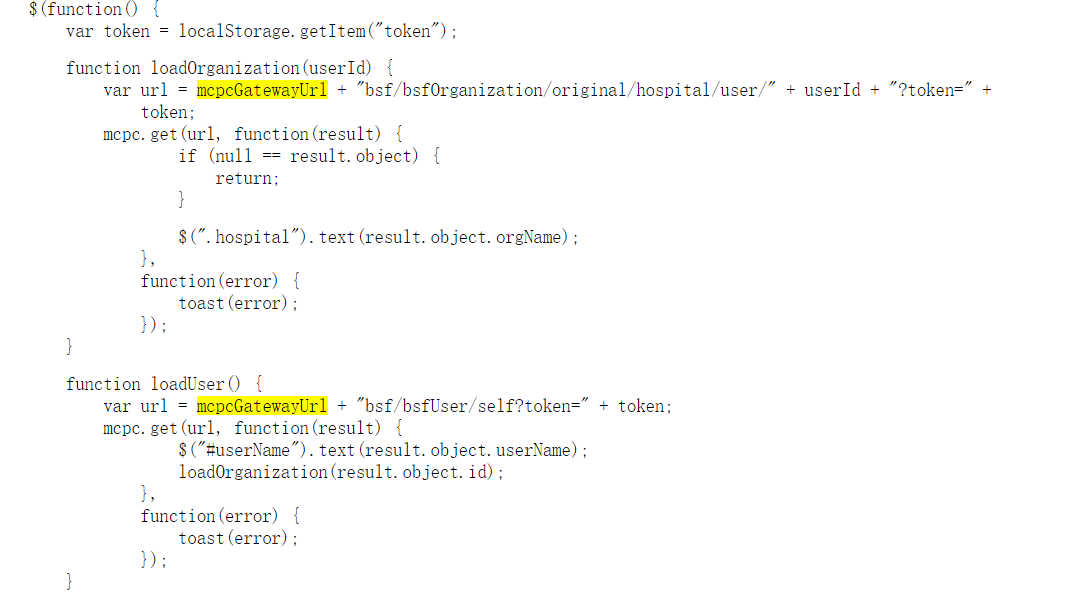 $(function() {
var token = localStorage.getItem("token");
function loadOrganization(userId) {
var url = mcpcGatewayUrl + "bsf/bsfOrganization/original/hospital/user/" + userId + "?token=" +
token;
mcpc.get(url, function(result) {
if (null == result.object) {
return;
}
$(".hospital").text(result.object.orgName);
},
function(error) {
toast(error);
});
}
function loadUser() {
var url = mcpcGatewayUrl + "bsf/bsfUser/self?token=" + token;
mcpc.get(url, function(result) {
$("#userName").text(result.object.userName);
loadOrganization(result.object.id);
},
function(error) {
toast(error);
});
}